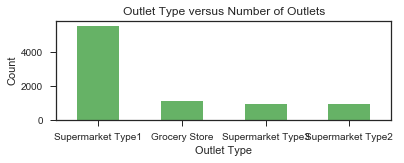 Outlet Type versus Number of Outlets
4000
2000
0
Count
Supermarket Type1 Grocery Store Supermarket Type3 Supermarket Type2
Outlet Type